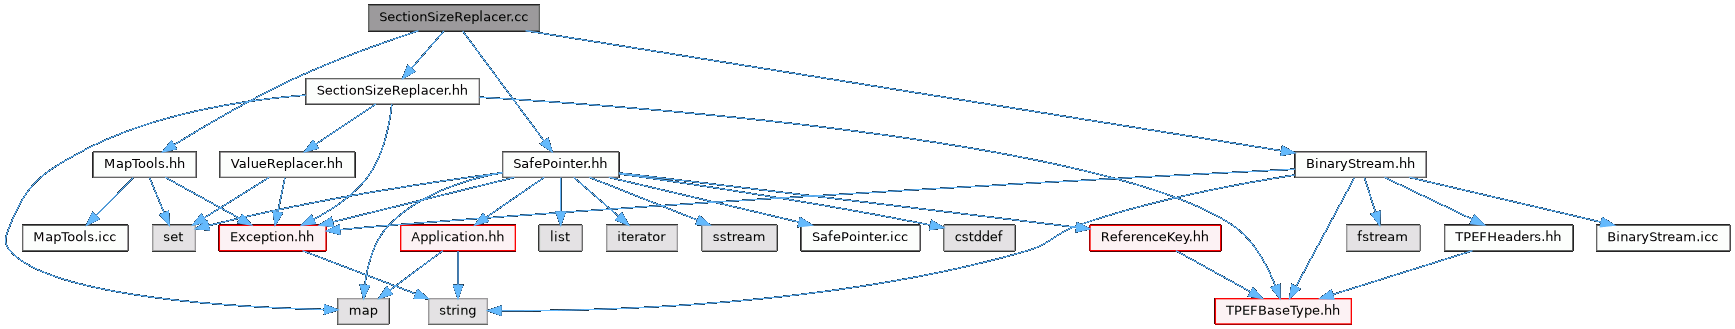 SectionSizeReplacer.cc
SectionSizeReplacer.hh
MapTools.hh
ValueReplacer.hh
SafePointer.hh
BinaryStream.hh
MapTools.icc
set
Exception.hh
Application.hh
list
iterator
sstream
SafePointer.icc
cstddef
ReferenceKey.hh
fstream
TPEFHeaders.hh
BinaryStream.icc
map
string
TPEFBaseType.hh